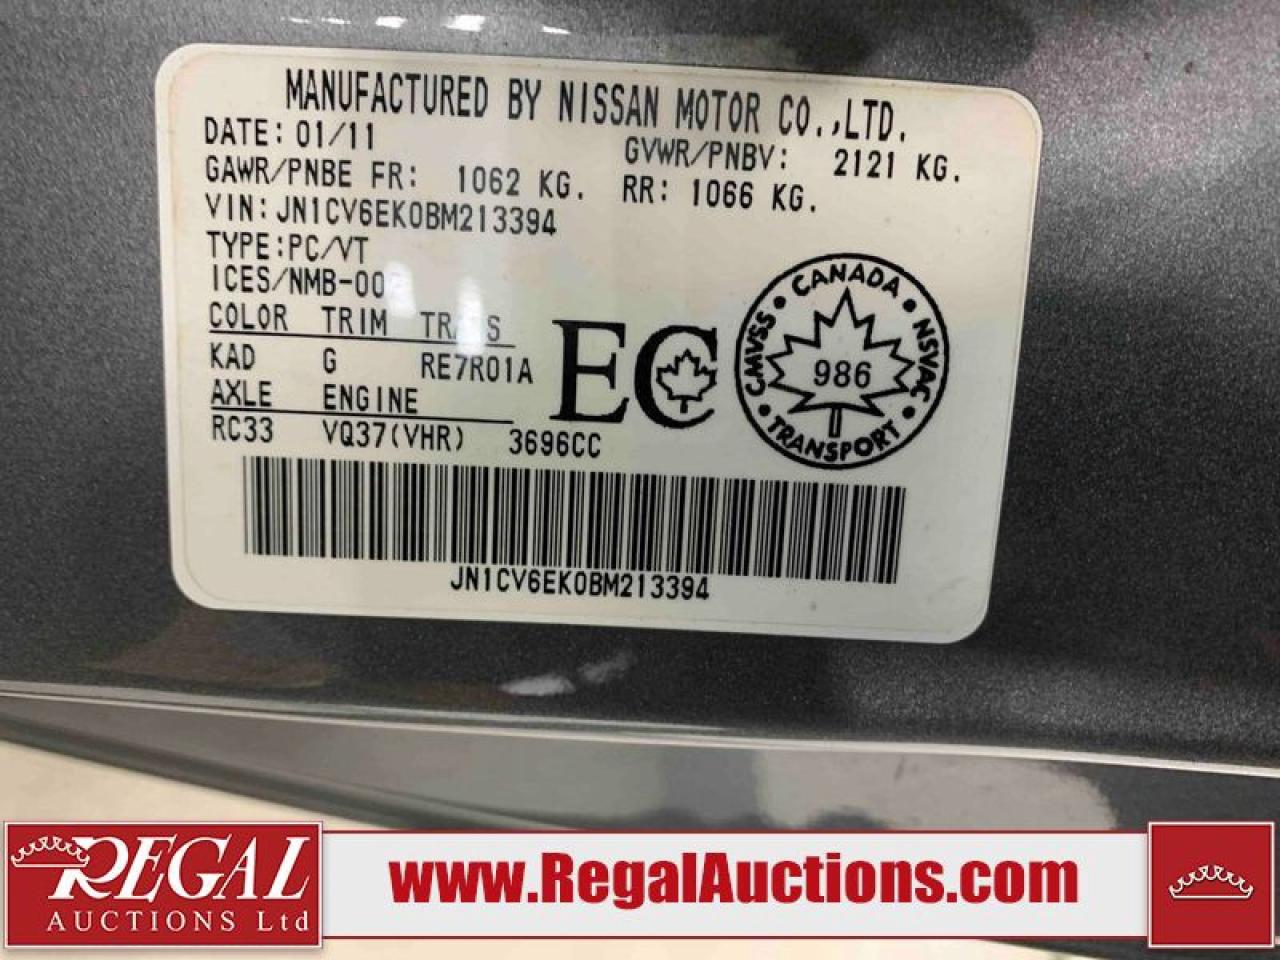 MANUFACTURED BY NISSAN MOTOR CO.,LTD.
DATE: 01/11 GVWR/PNBV: 2121 KG.
GAWR/PNBE FR: 1062 KG. RR: 1066 KG.
VIN: JN1CV6EK0BM213394
TYPE:PC/VT
COLOR TRIM
KAD G RE7R01A
AXLE ENGINE
RC33 VQ37(VHR) 3696CC
EC
CANADA
CMVSS NSVAC
986
TRANSPORT
JN1CV6EK0BM213394
REGAL
AUCTIONS Ltd
www.RegalAuctions.com